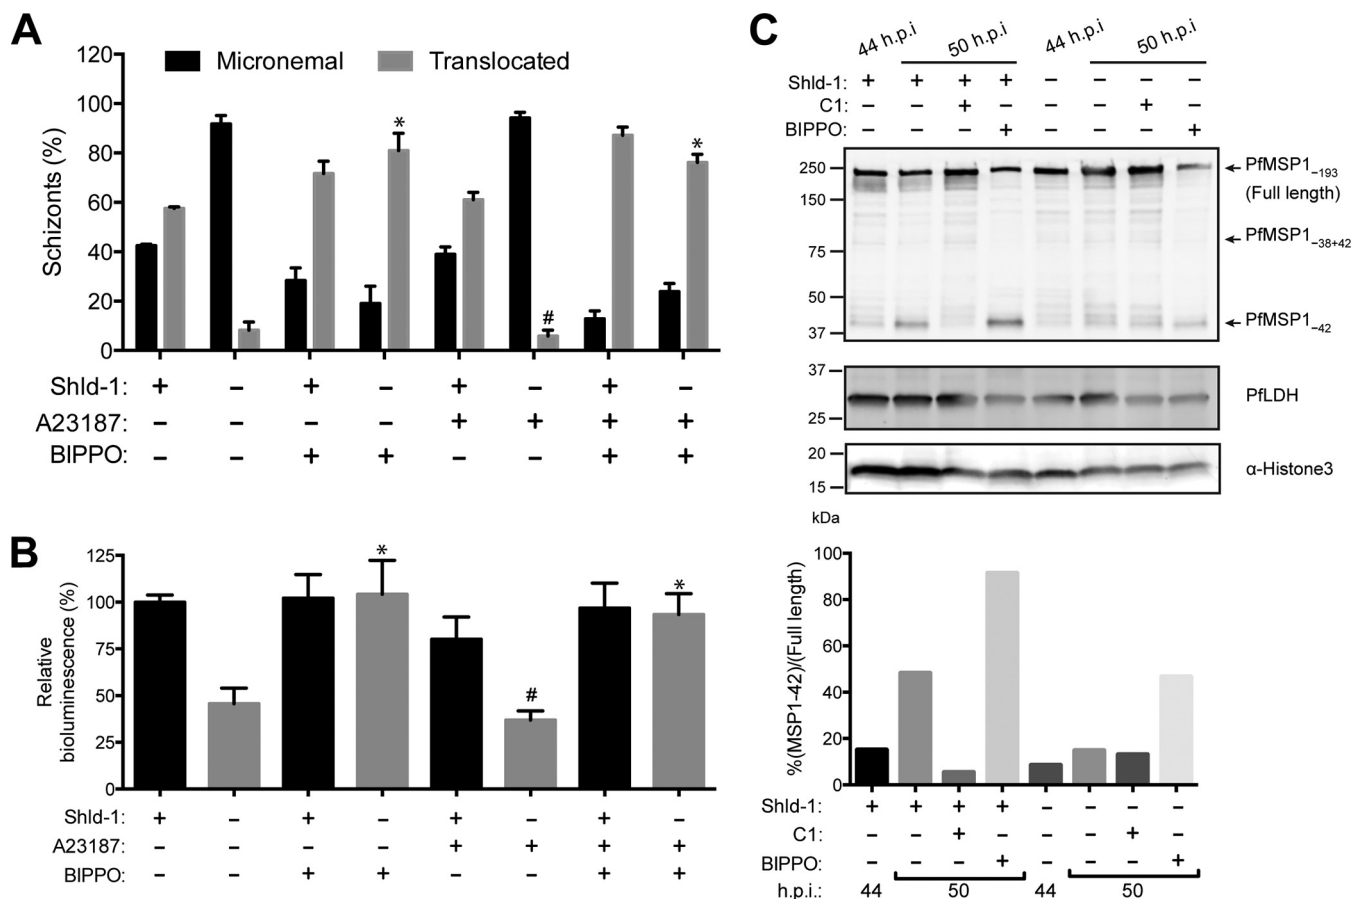 A
Micronemal
Translocated
Schizonts (%)
120
100
80
60
40
20
0
*
#
*
Shld-1: + – + – + – + –
A23187: – – – – + + + +
BIPPO: – – + + – – + +
B
Relative
bioluminescence (%)
125
100
75
50
25
0
*
#
*
Shld-1: + – + – + – + –
A23187: – – – – + + + +
BIPPO: – – + + – – + +
C
44 h.p.i 50 h.p.i 44 h.p.i 50 h.p.i
Shld-1: + + + + – – – –
C1: – – + – – – + –
BIPPO: – – – + – – – +
250
150
75
50
37
PfMSP1–193
(Full length)
PfMSP1–38+42
PfMSP1–42
37
25
PfLDH
20
15
α-Histone3
kDa
%(MSP1-42)/(Full length)
100
80
60
40
20
0
Shld-1: + + + + – – – –
C1: – – + – – – + –
BIPPO: – – – + – – – +
h.p.i.: 44 50 44 50